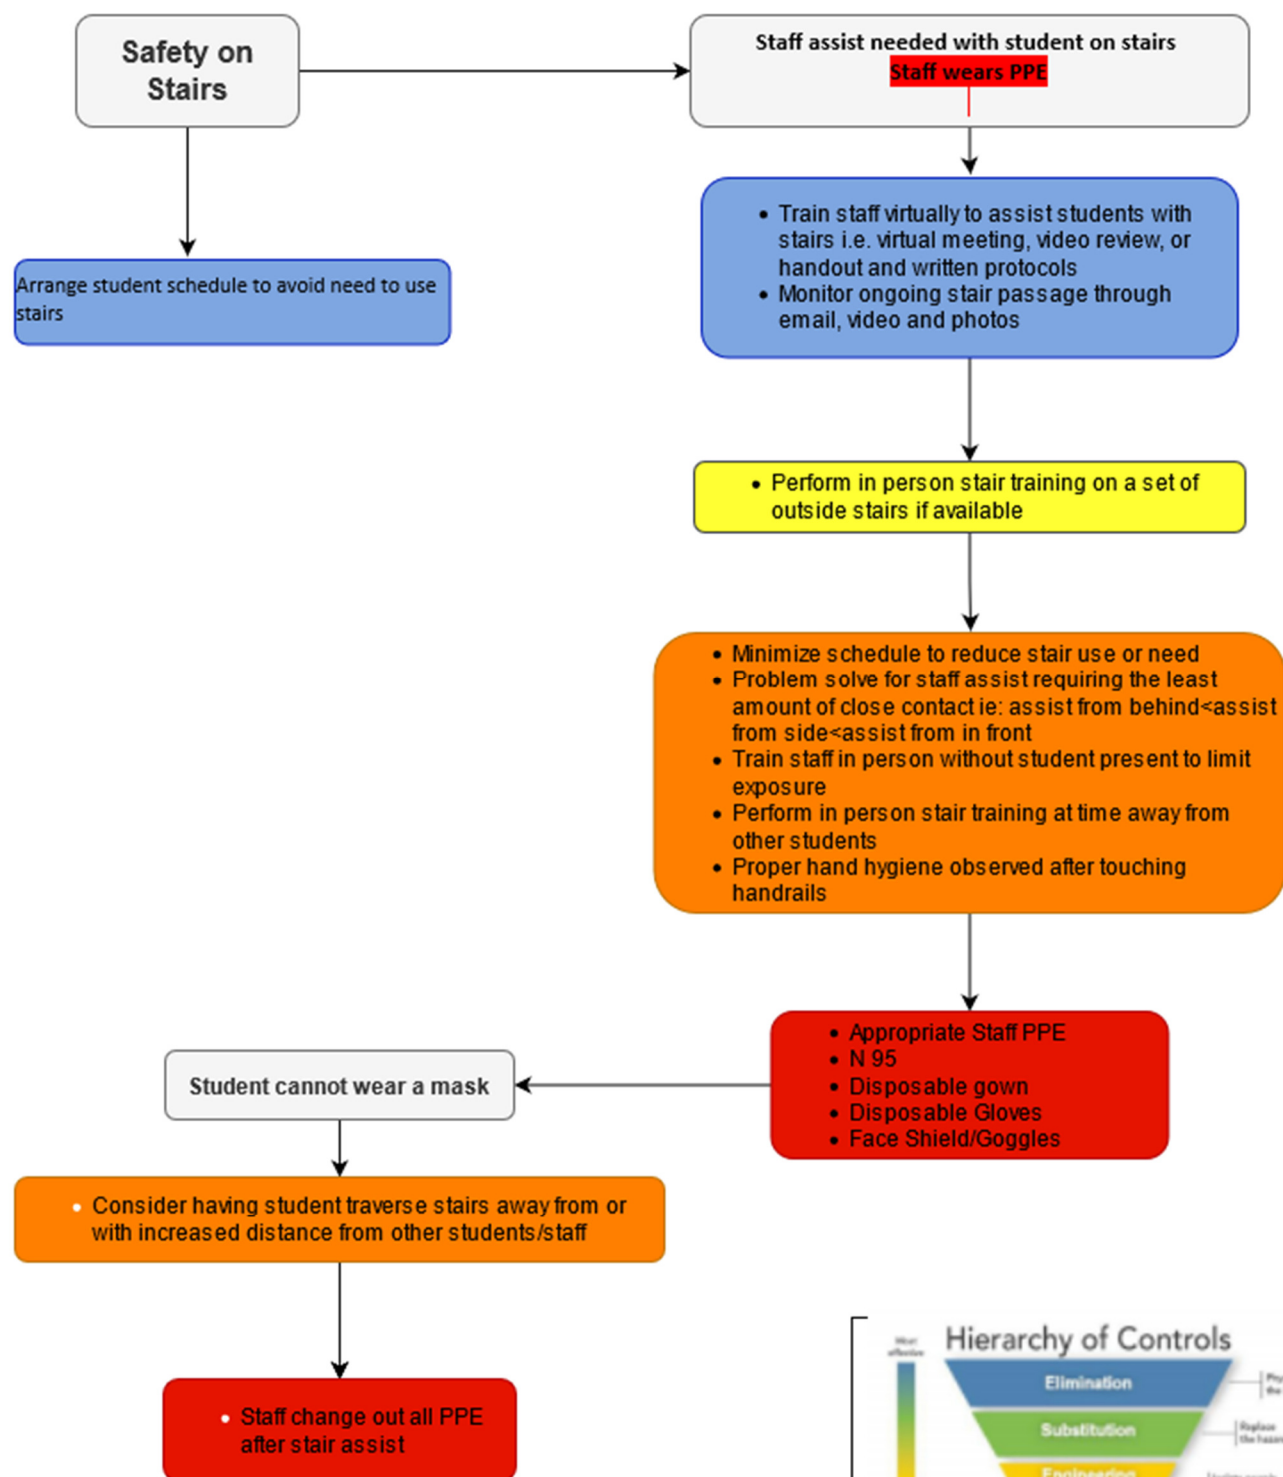 Safety on
Stairs
Staff assist needed with student on stairs
Staff wears PPE
Arrange student schedule to avoid need to use
stairs
• Train staff virtually to assist students with
stairs i.e. virtual meeting, video review, or
handout and written protocols
• Monitor ongoing stair passage through
email, video and photos
• Perform in person stair training on a set of
outside stairs if available
• Minimize schedule to reduce stair use or need
• Problem solve for staff assist requiring the least
amount of close contact ie: assist from behind<assist
from side<assist from in front
• Train staff in person without student present to limit
exposure
• Perform in person stair training at time away from
other students
• Proper hand hygiene observed after touching
handrails
• Appropriate Staff PPE
• N 95
• Disposable gown
• Disposable Gloves
• Face Shield/Goggles
Student cannot wear a mask
• Consider having student traverse stairs away from or
with increased distance from other students/staff
• Staff change out all PPE
after stair assist
Hierarchy of Controls
Most
effective
Elimination
Substitution
Replace
Engineering